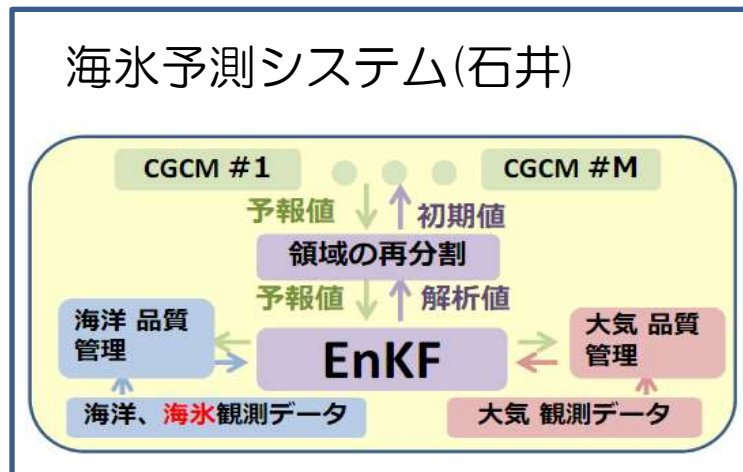 海氷予測システム(石井)
CGCM #1
CGCM #M
予報値
初期値
領域の再分割
予報値
解析値
海洋 品質
管理
EnKF
大気 品質
管理
海洋、海氷観測データ
大気 観測データ